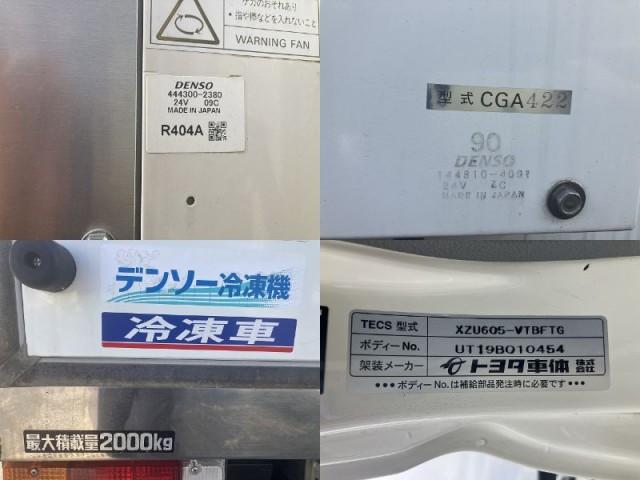 ケガのおそれあり
・指や棒などを入れないこと
WARNING FAN
DENSO
444300-2380
24V 09C
MADE IN JAPAN
R404A
型式 CGA422
90
DENSO
24V
MADE IN JAPAN
デンソー冷凍機
冷凍車
最大積載量2000kg
TECS 型式 XZU605-VTBFTG
ボディーNo. UT19BQ10454
架装メーカー トヨタ車体 株式会社
●●●ボディーNo.は補給部品発注時に必要です●●●